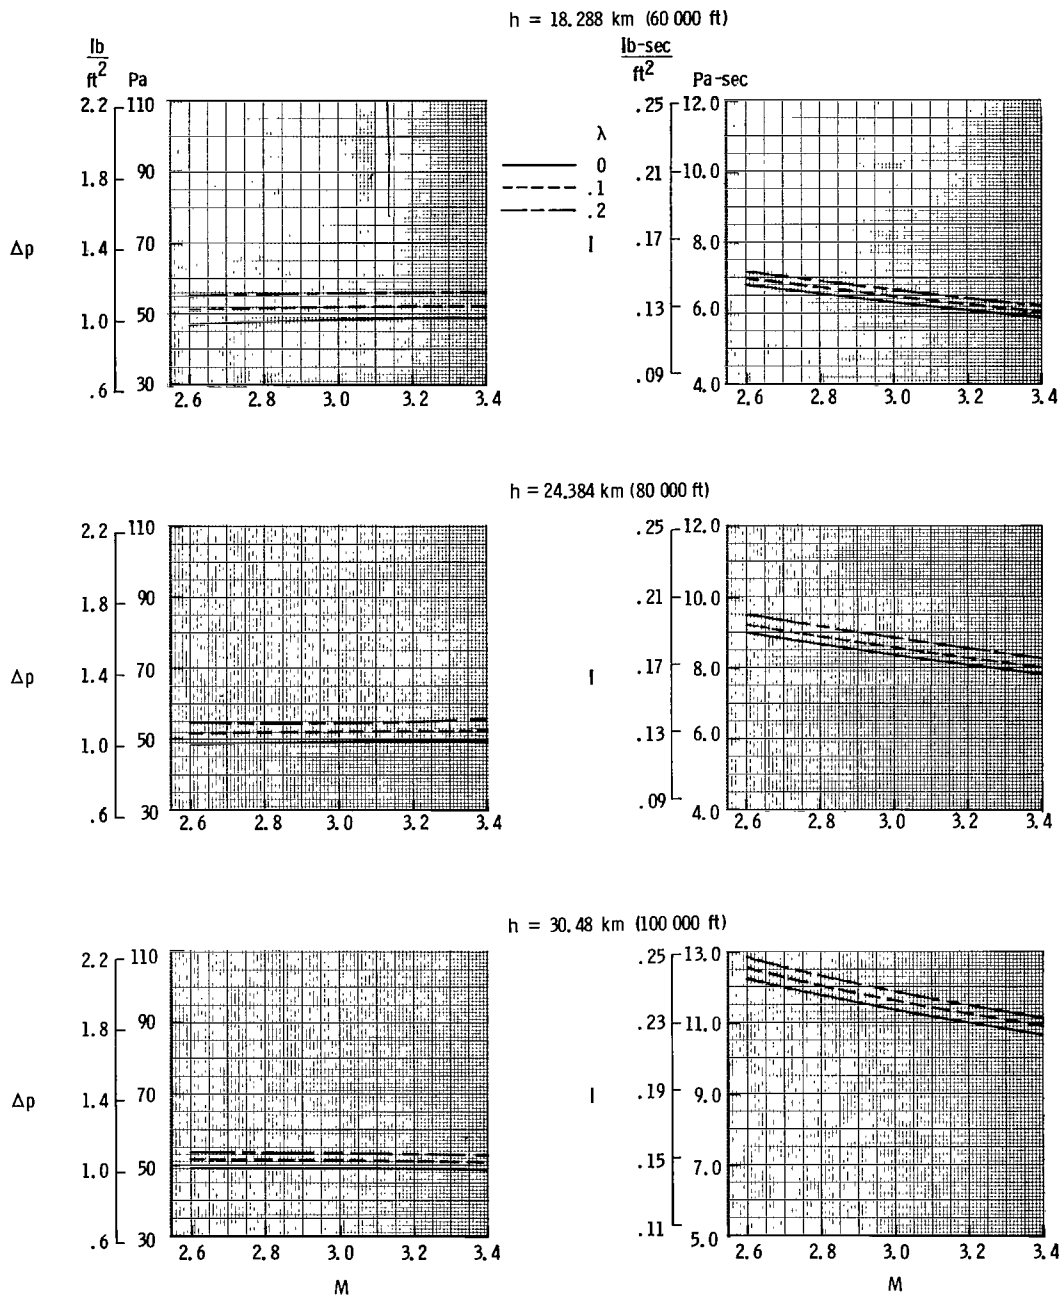 h = 18.288 km (60 000 ft)
lb
ft2 Pa
lb-sec
ft2 Pa-sec
2.2 110
1.8 90
Δp 1.4 70
1.0 50
.6 30
2.6 2.8 3.0 3.2 3.4
λ
0
.1
.2
I
.25 12.0
.21 10.0
.17 8.0
.13 6.0
.09 4.0
2.6 2.8 3.0 3.2 3.4
h = 24.384 km (80 000 ft)
2.2 110
1.8 90
70
Δp 1.4
1.0 50
.6 30
2.6 2.8 3.0 3.2 3.4
.25 12.0
.21 10.0
I .17 8.0
.13 6.0
.09 4.0
2.6 2.8 3.0 3.2 3.4
h = 30.48 km (100 000 ft)
2.2 110
1.8 90
70
Δp 1.4
1.0 50
.6 30
2.6 2.8 3.0 3.2 3.4
M
.25 13.0
.23 11.0
I .19 9.0
.15 7.0
.11 5.0
2.6 2.8 3.0 3.2 3.4
M